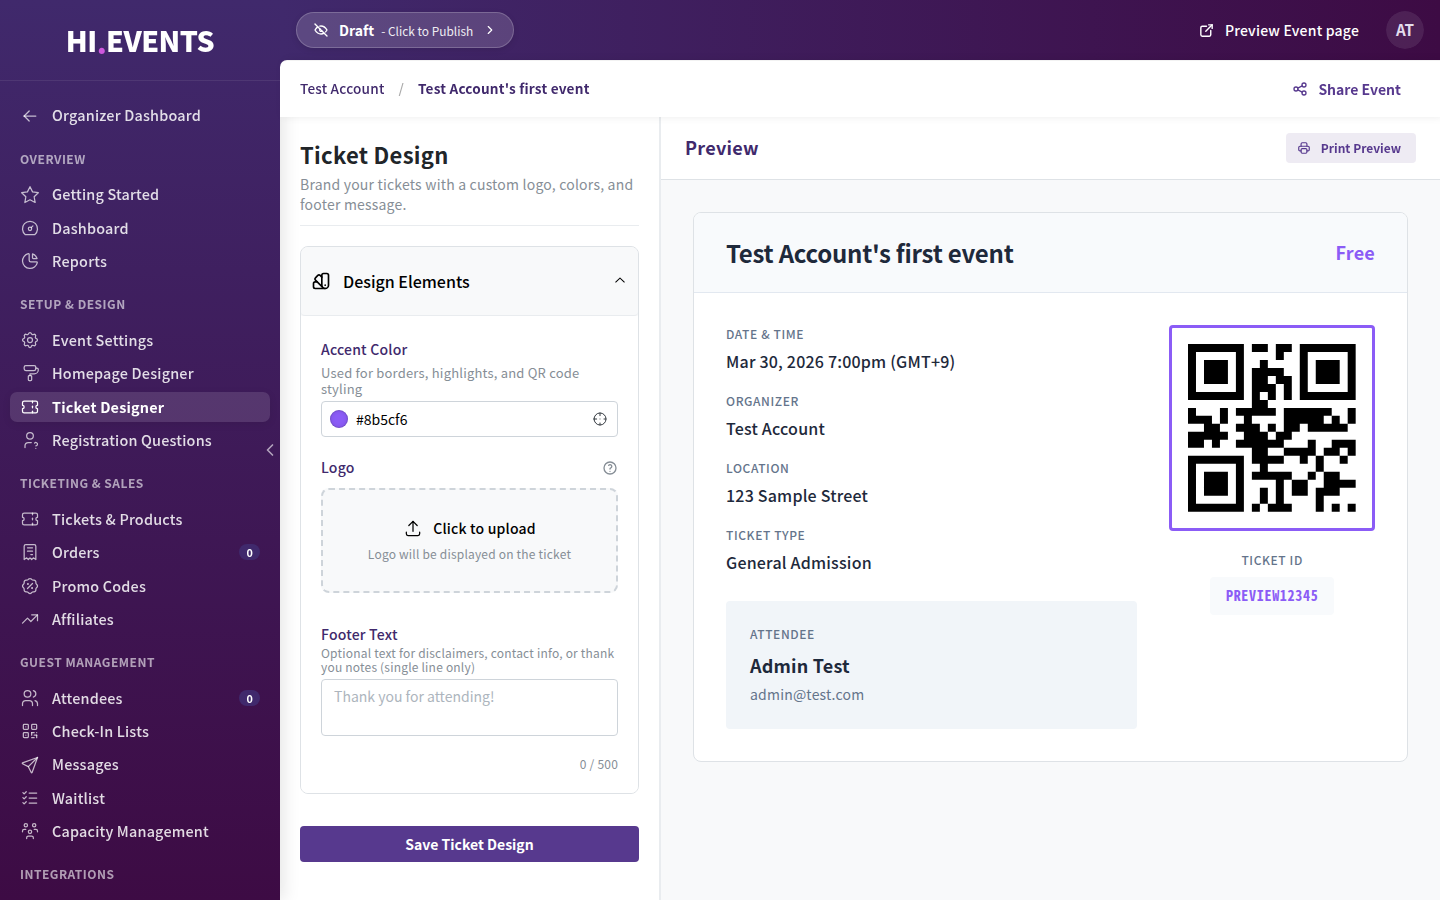 HI.EVENTS
Draft - Click to Publish
Preview Event page
AT
Organizer Dashboard
OVERVIEW
Getting Started
Dashboard
Reports
SETUP & DESIGN
Event Settings
Homepage Designer
Ticket Designer
Registration Questions
TICKETING & SALES
Tickets & Products
Orders 0
Promo Codes
Affiliates
GUEST MANAGEMENT
Attendees 0
Check-In Lists
Messages
Waitlist
Capacity Management
INTEGRATIONS
Test Account / Test Account's first event
Share Event
Ticket Design
Brand your tickets with a custom logo, colors, and
footer message.
Design Elements
Accent Color
Used for borders, highlights, and QR code
styling
#8b5cf6
Logo
Click to upload
Logo will be displayed on the ticket
Footer Text
Optional text for disclaimers, contact info, or thank
you notes (single line only)
Thank you for attending!
0 / 500
Save Ticket Design
Preview
Print Preview
Test Account's first event
Free
DATE & TIME
Mar 30, 2026 7:00pm (GMT+9)
ORGANIZER
Test Account
LOCATION
123 Sample Street
TICKET TYPE
General Admission
ATTENDEE
Admin Test
admin@test.com
TICKET ID
PREVIEW12345